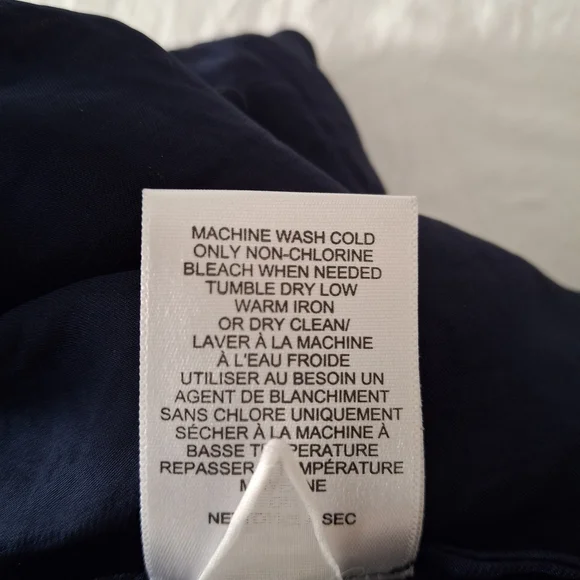 MACHINE WASH COLD
ONLY NON-CHLORINE
BLEACH WHEN NEEDED
TUMBLE DRY LOW
WARM IRON
OR DRY CLEAN/
LAVER À LA MACHINE
À L'EAU FROIDE
UTILISER AU BESOIN UN
AGENT DE BLANCHIMENT
SANS CHLORE UNIQUEMENT
SÉCHER À LA MACHINE À
BASSE
REPASSER
SEC